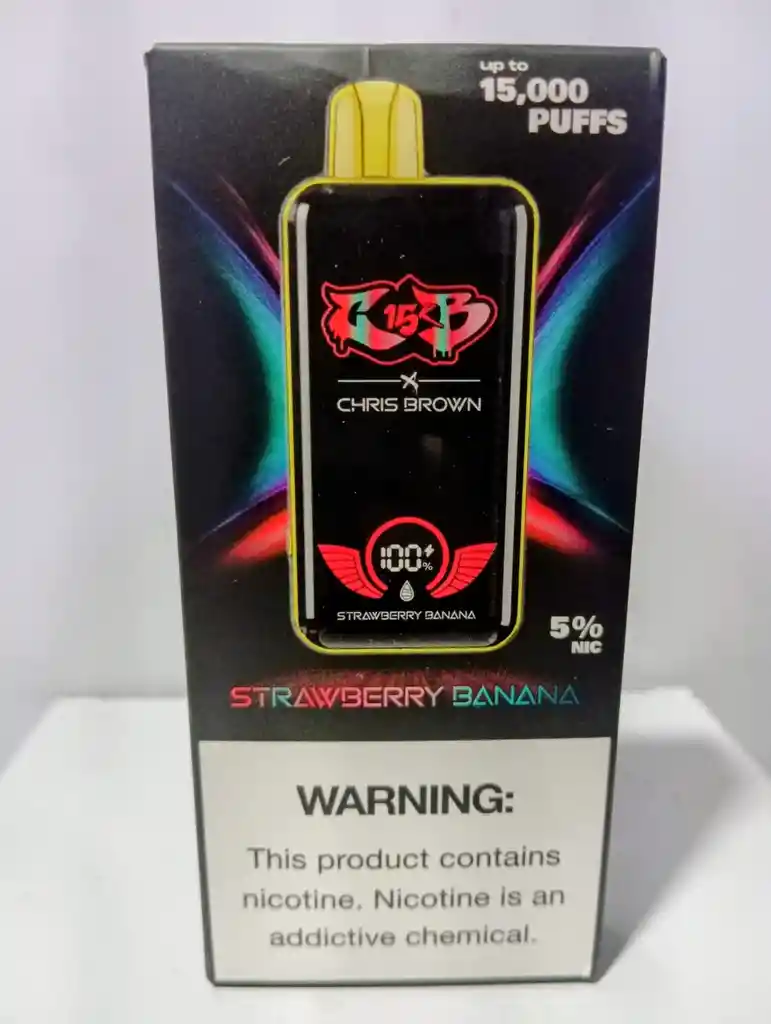 up to
15,000
PUFFS
CB15K
X
CHRIS BROWN
100%
STRAWBERRY BANANA
5%
NIC
STRAWBERRY BANANA
WARNING:
This product contains
nicotine. Nicotine is an
addictive chemical.